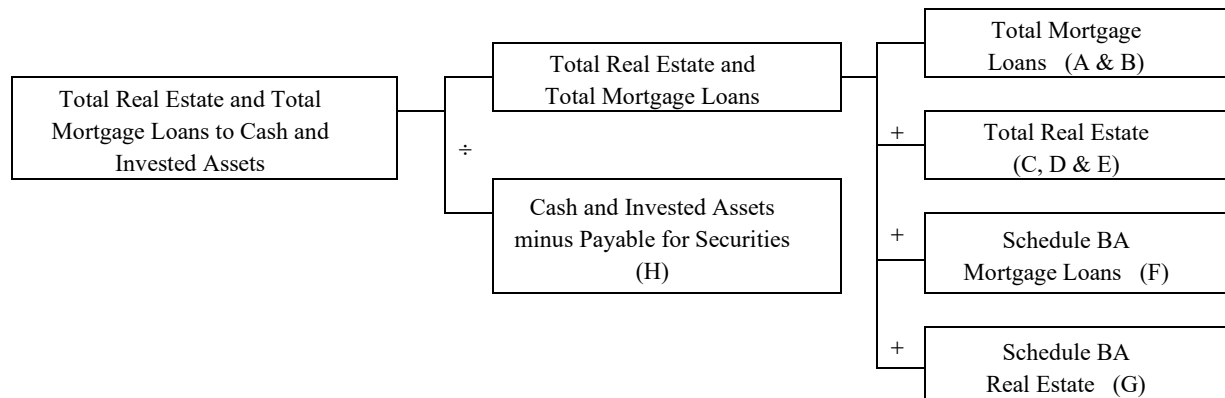 Total Real Estate and Total
Mortgage Loans to Cash and
Invested Assets
÷
Total Real Estate and
Total Mortgage Loans
Cash and Invested Assets
minus Payable for Securities
(H)
Total Mortgage
Loans (A & B)
+
Total Real Estate
(C, D & E)
+
Schedule BA
Mortgage Loans (F)
+
Schedule BA
Real Estate (G)